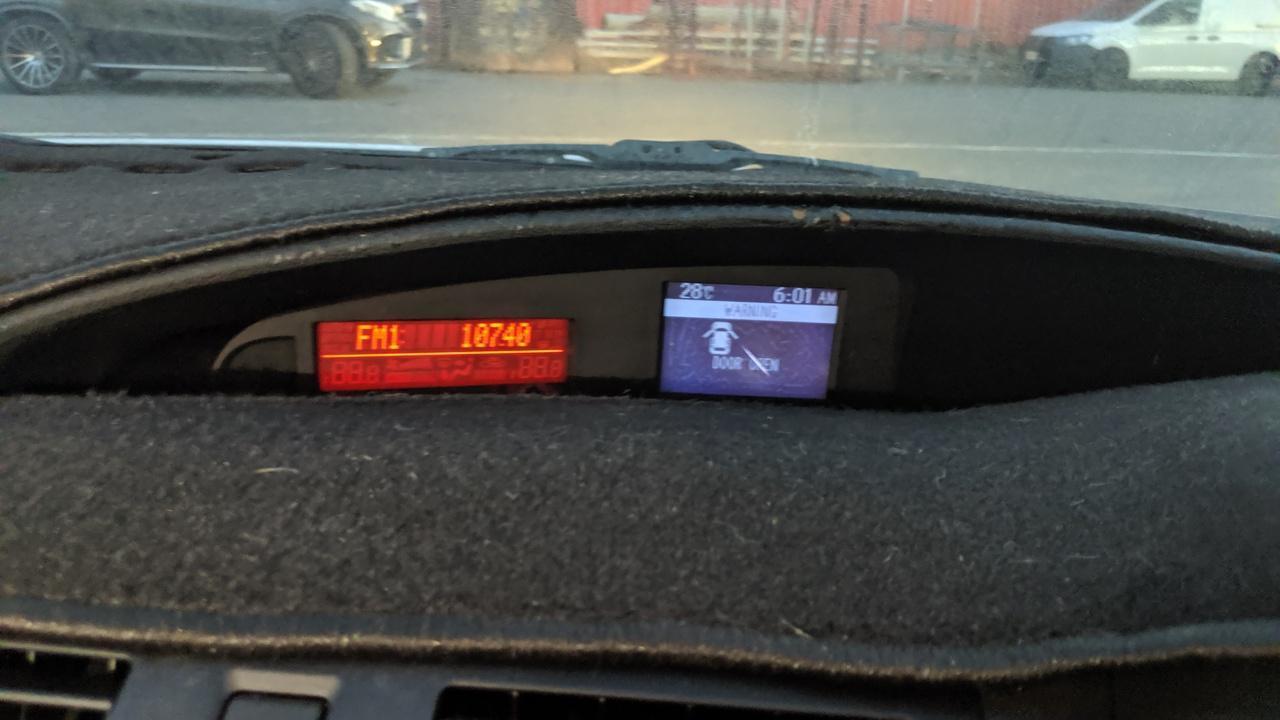 FM1 10740
28°C 6:01 AM
WARNING
DOOR OPEN